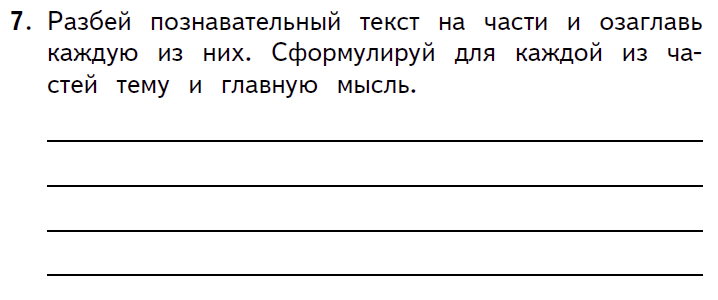 7. Разбей познавательный текст на части и озаглавь
каждую из них. Сформулируй для каждой из ча-
стей тему и главную мысль.